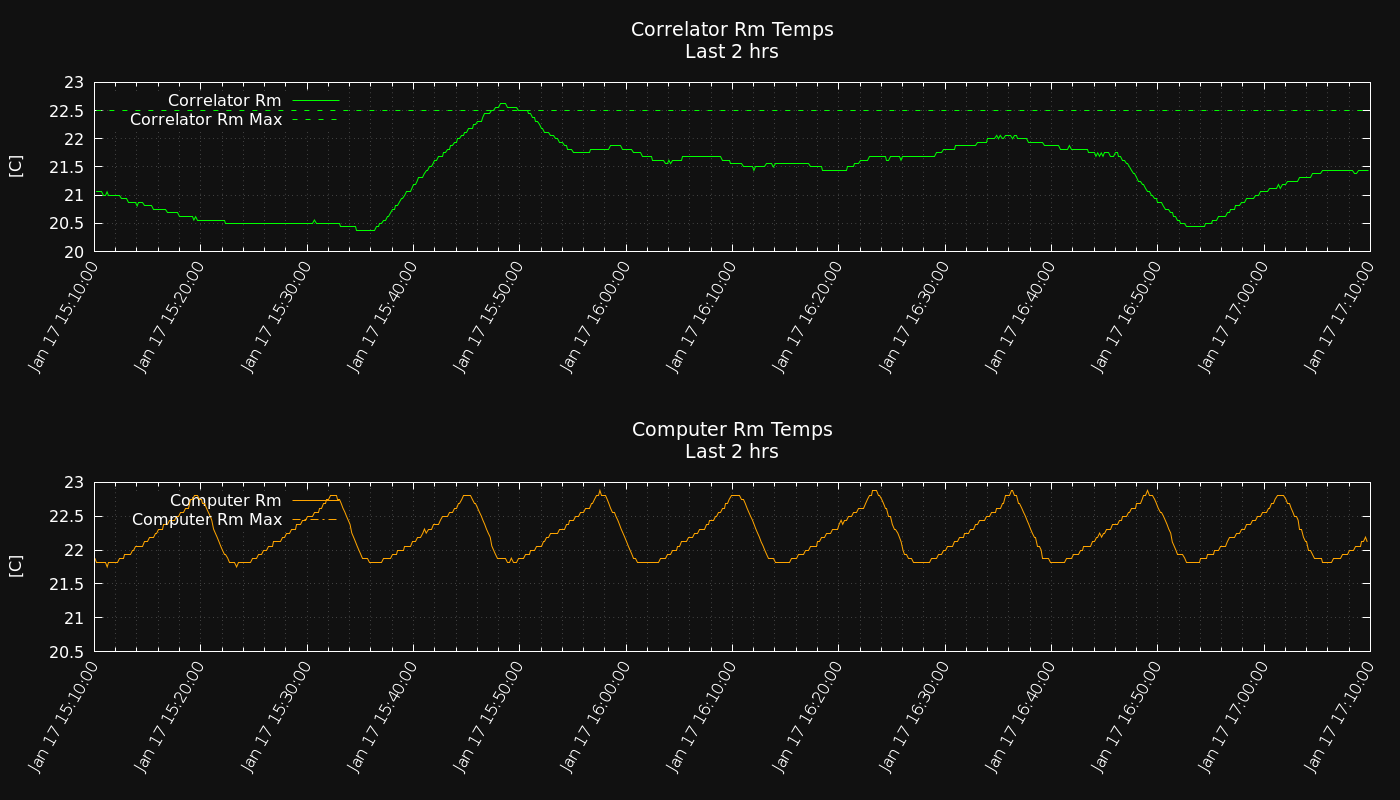 Correlator Rm Temps
Last 2 hrs
[C]
23
22.5
22
21.5
21
20.5
20
Correlator Rm
Correlator Rm Max
Jan 17 15:10:00
Jan 17 15:20:00
Jan 17 15:30:00
Jan 17 15:40:00
Jan 17 15:50:00
Jan 17 16:00:00
Jan 17 16:10:00
Jan 17 16:20:00
Jan 17 16:30:00
Jan 17 16:40:00
Jan 17 16:50:00
Jan 17 17:00:00
Jan 17 17:10:00
Computer Rm Temps
Last 2 hrs
[C]
23
22.5
22
21.5
21
20.5
Computer Rm
Computer Rm Max
Jan 17 15:10:00
Jan 17 15:20:00
Jan 17 15:30:00
Jan 17 15:40:00
Jan 17 15:50:00
Jan 17 16:00:00
Jan 17 16:10:00
Jan 17 16:20:00
Jan 17 16:30:00
Jan 17 16:40:00
Jan 17 16:50:00
Jan 17 17:00:00
Jan 17 17:10:00